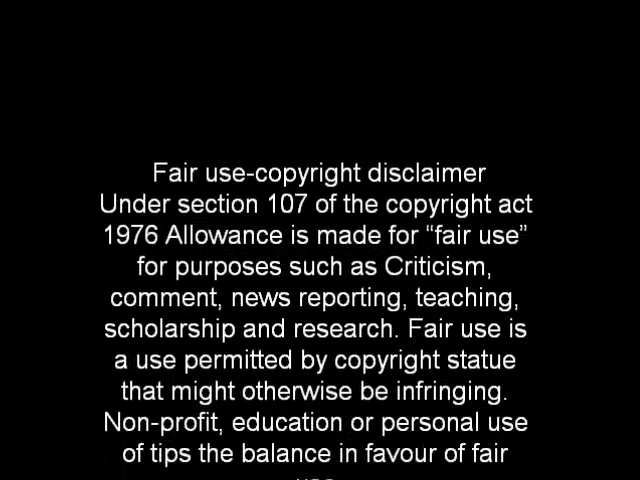 Fair use-copyright disclaimer
Under section 107 of the copyright act
1976 Allowance is made for “fair use”
for purposes such as Criticism,
comment, news reporting, teaching,
scholarship and research. Fair use is
a use permitted by copyright statue
that might otherwise be infringing.
Non-profit, education or personal use
of tips the balance in favour of fair